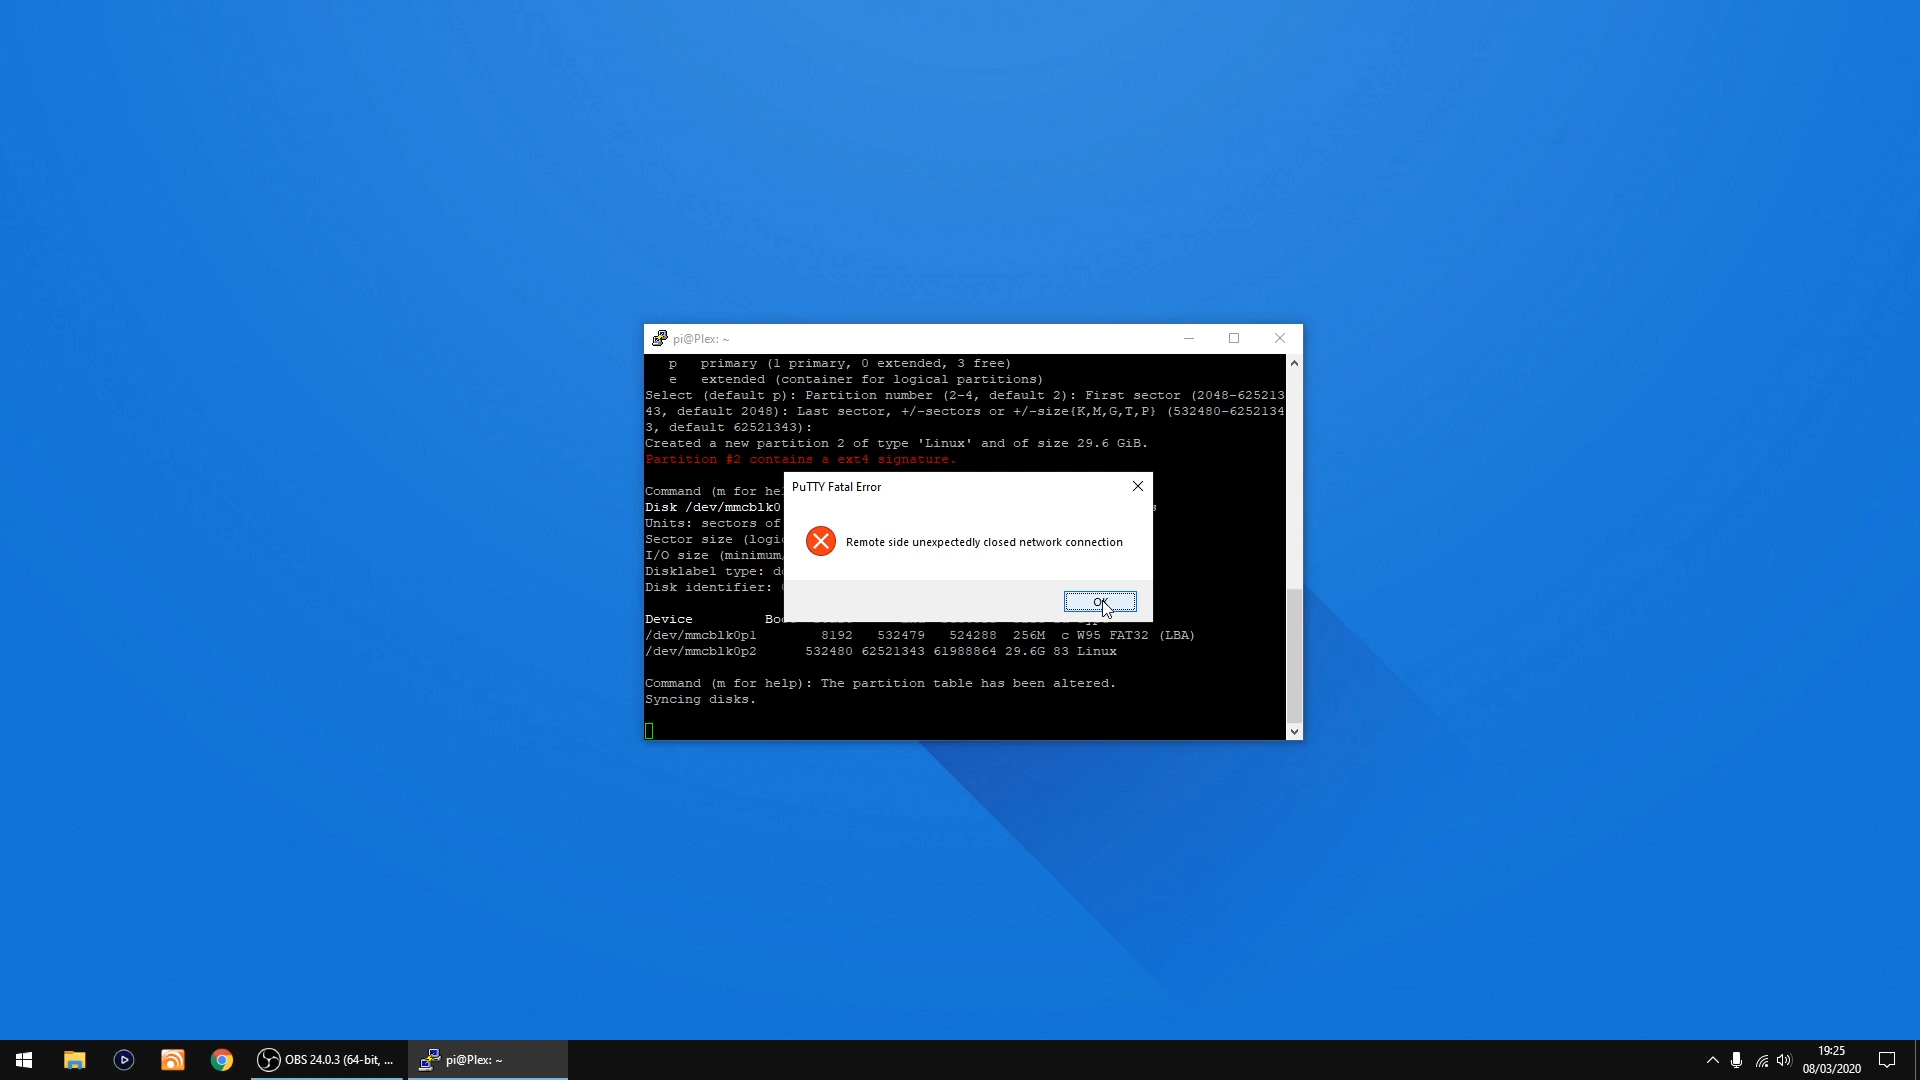 pi@Plex: ~
p   primary (1 primary, 0 extended, 3 free)
e   extended (container for logical partitions)
Select (default p): Partition number (2-4, default 2): First sector (2048-625213
43, default 2048): Last sector, +/-sectors or +/-size{K,M,G,T,P} (532480-6252134
3, default 62521343):
Created a new partition 2 of type 'Linux' and of size 29.6 GiB.
Partition #2 contains a ext4 signature.
PuTTY Fatal Error
Command (m for
Disk /dev/mmcblk0
Units: sectors of
Sector size
Remote side unexpectedly closed network connection
I/O size (minimum
Disklabel type:
Disk identifier:
OK
Device
/dev/mmcblk0p1          8192   532479   524288  256M  c W95 FAT32 (LBA)
/dev/mmcblk0p2        532480 62521343 61988864 29.6G 83 Linux
Command (m for help): The partition table has been altered.
Syncing disks.
OBS 24.0.3 (64-bit, ...
pi@Plex: ~
19:25
08/03/2020